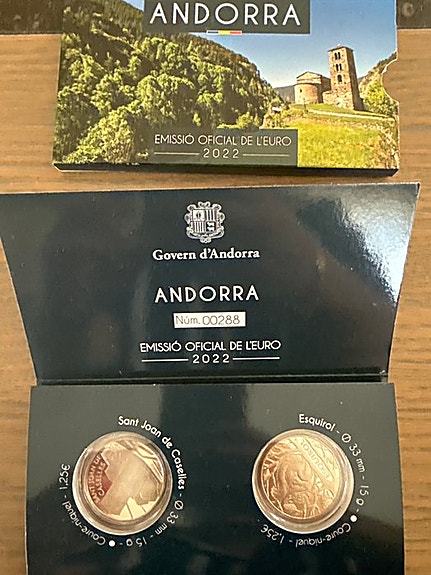 ANDORRA
EMISSIÓ OFICIAL DE L'EURO
2022
Govern d'Andorra
ANDORRA
Núm. 00288
EMISSIÓ OFICIAL DE L'EURO
2022
Sant Joan de Caselles - Ø 33 mm - 15 g - Coure-níquel - 1,25€
Esquirol - Ø 33 mm - 15 g - Coure-níquel - 1,25€